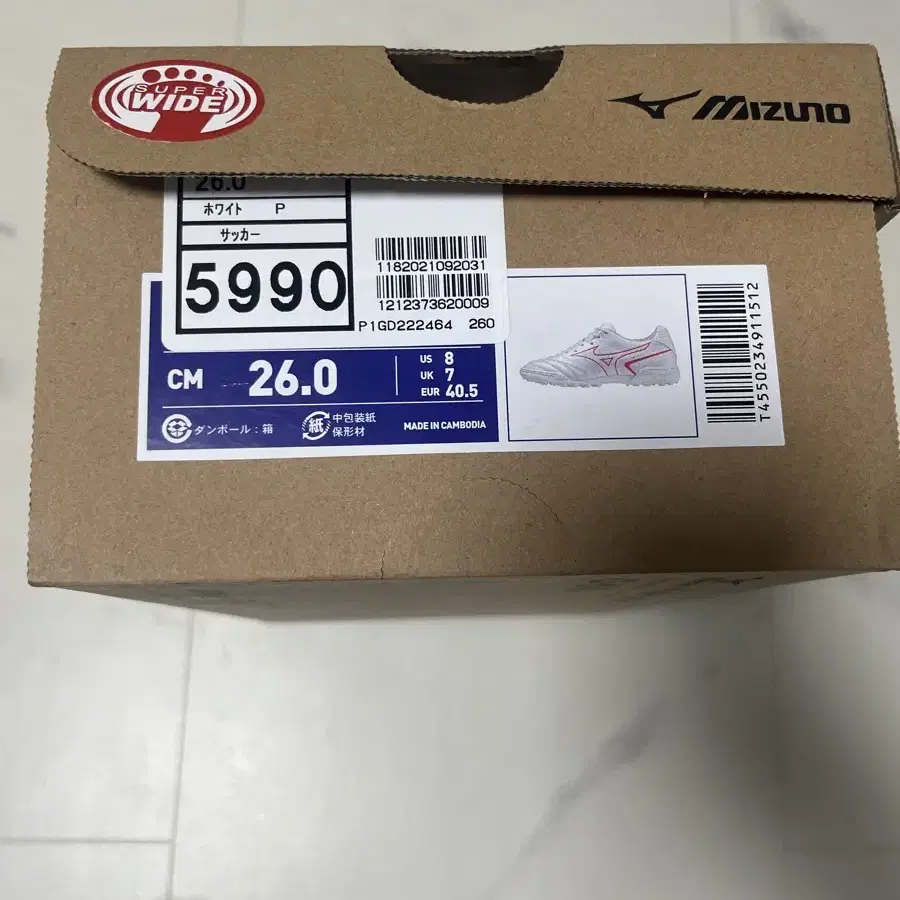 SUPER
WIDE
MIZUNO
26.0
ホワイト P
サッカー
5990
1182021092031
1212373620009
P1GD222464 260
CM 26.0
US 8
UK 7
EUR 40.5
ダンボール:箱
紙
中包装紙
保形材
MADE IN CAMBODIA
T4550234911512